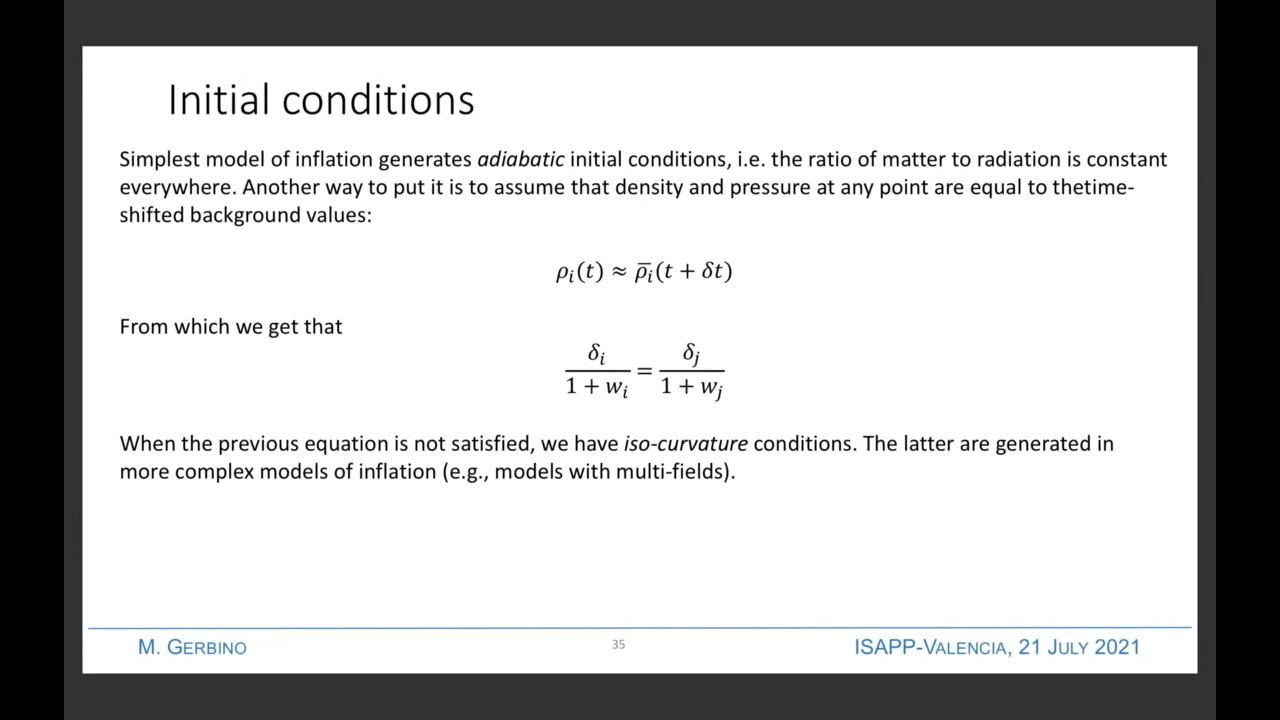 Initial conditions
Simplest model of inflation generates adiabatic initial conditions, i.e. the ratio of matter to radiation is constant
everywhere. Another way to put it is to assume that density and pressure at any point are equal to thetime-
shifted background values:
ρᵢ(t) ≈ ρ̅ᵢ(t + δt)
From which we get that
δᵢ/(1 + wᵢ) = δⱼ/(1 + wⱼ)
When the previous equation is not satisfied, we have iso-curvature conditions. The latter are generated in
more complex models of inflation (e.g., models with multi-fields).
M. GERBINO
35
ISAPP-VALENCIA, 21 JULY 2021